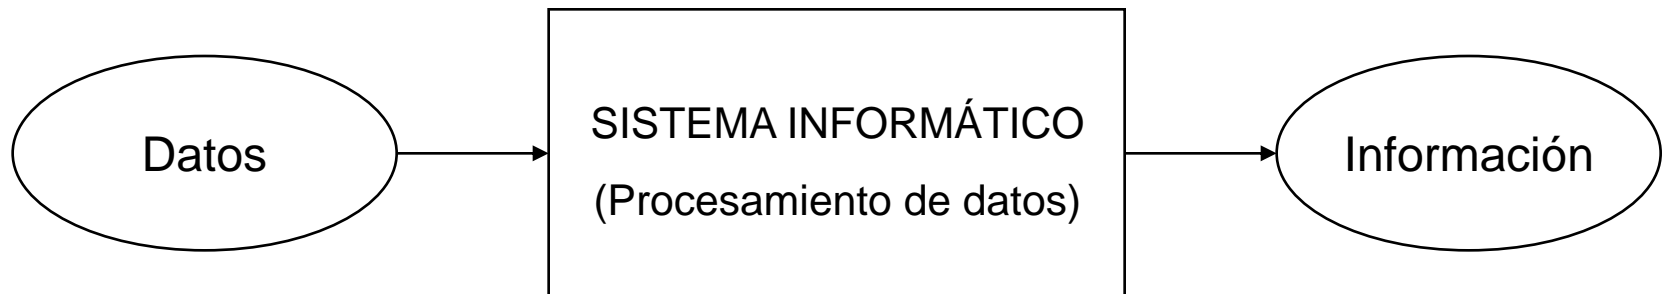 Datos
SISTEMA INFORMÁTICO
(Procesamiento de datos)
Información